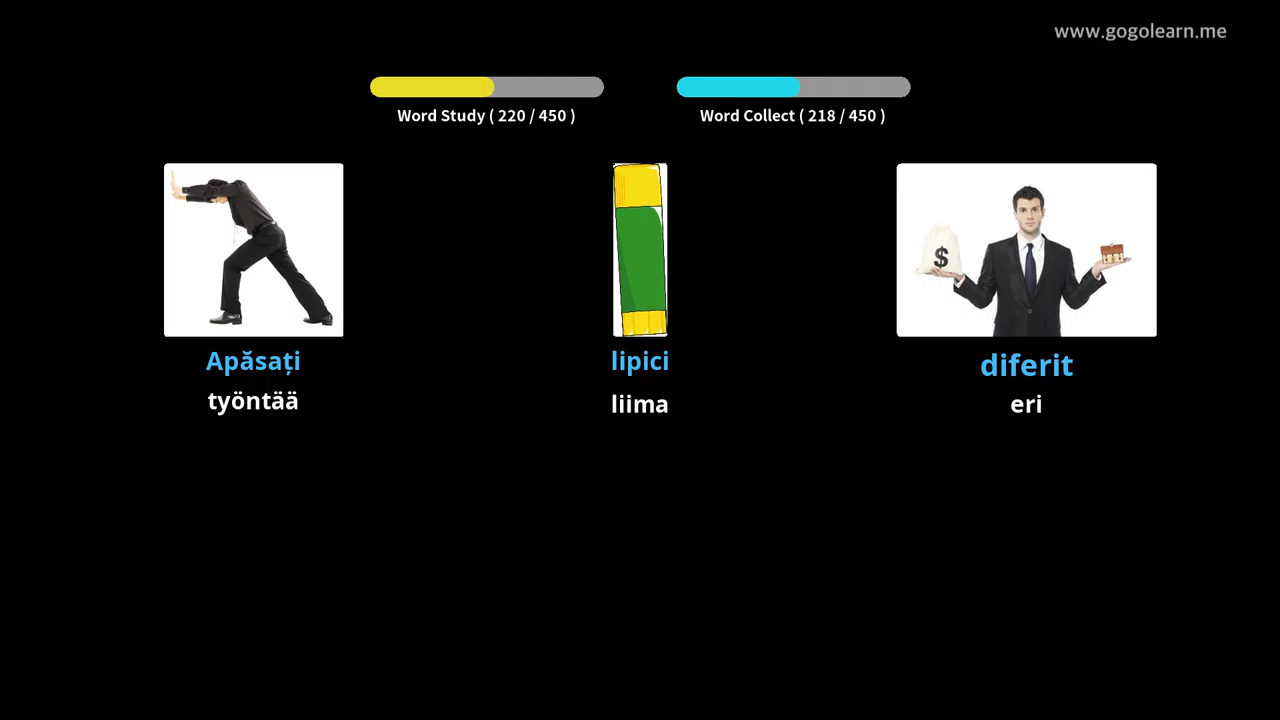 www.gogolearn.me
Word Study ( 220 / 450 )
Word Collect ( 218 / 450 )
$
Apăsați
lipici
diferit
työntää
liima
eri